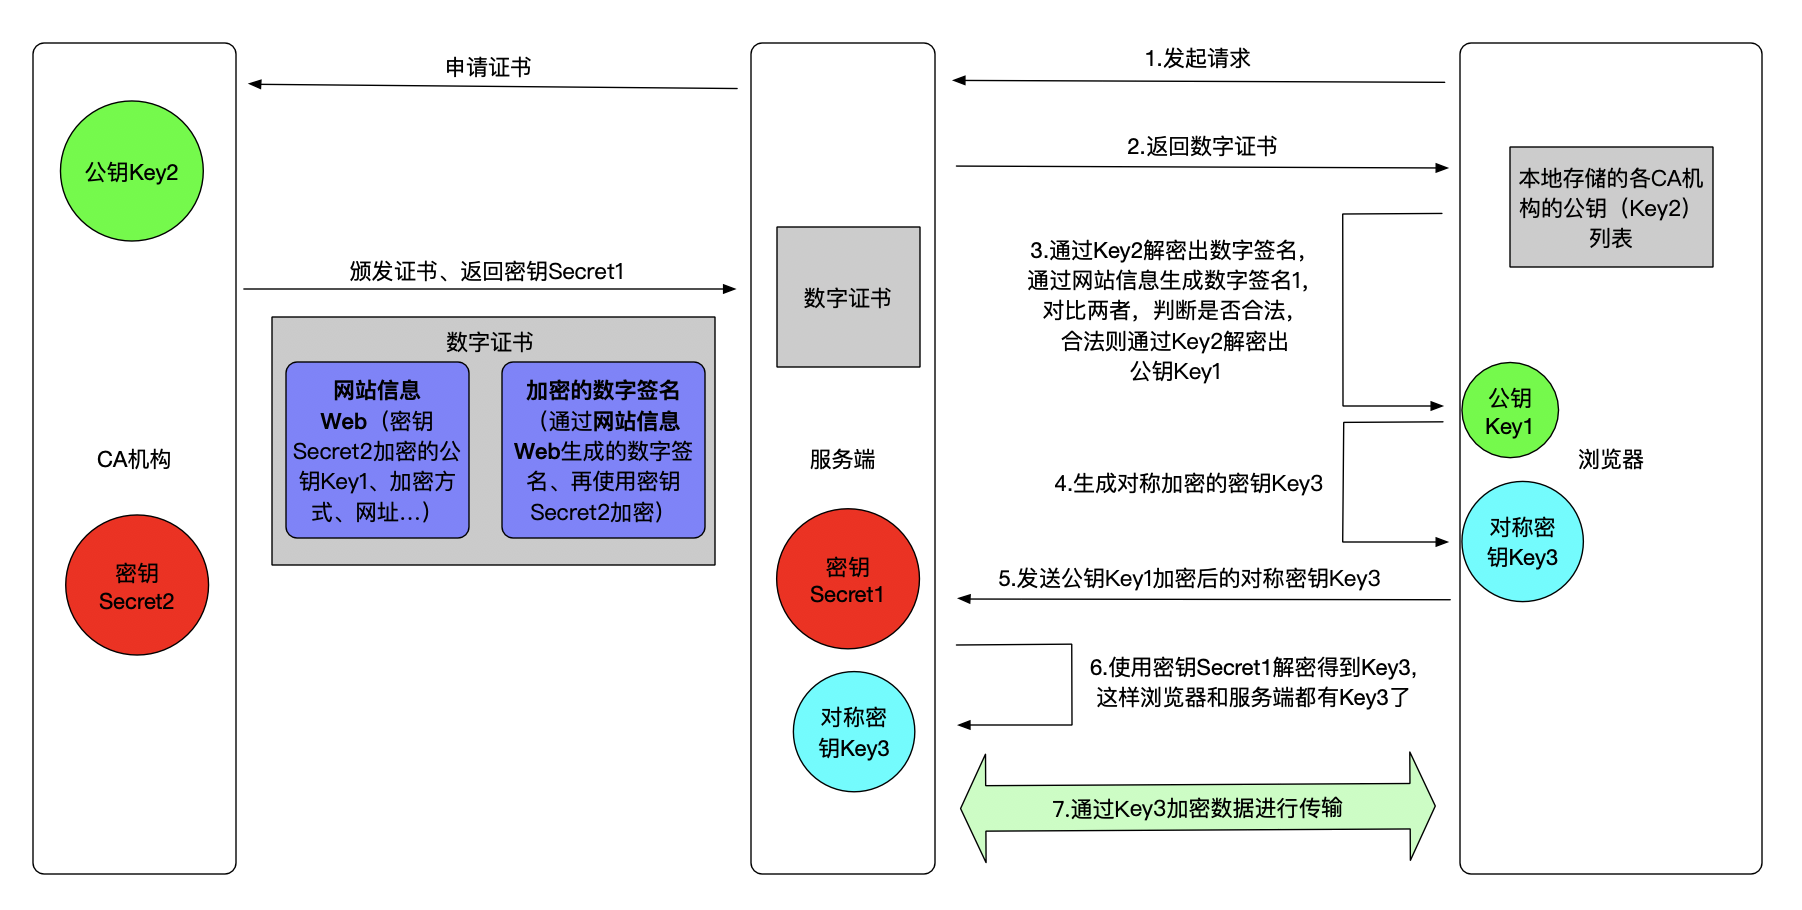 申请证书
公钥Key2
颁发证书、返回密钥Secret1
数字证书
网站信息
Web（密钥
Secret2加密的公
钥Key1、加密方
式、网址...）
加密的数字签名
（通过网站信息
Web生成的数字签
名、再使用密钥
Secret2加密）
CA机构
密钥
Secret2
数字证书
服务端
密钥
Secret1
对称密
钥Key3
1.发起请求
2.返回数字证书
本地存储的各CA机
构的公钥（Key2）
列表
3.通过Key2解密出数字签名，
通过网站信息生成数字签名1，
对比两者，判断是否合法，
合法则通过Key2解密出
公钥Key1
公钥
Key1
浏览器
4.生成对称加密的密钥Key3
对称密
钥Key3
5.发送公钥Key1加密后的对称密钥Key3
6.使用密钥Secret1解密得到Key3，
这样浏览器和服务端都有Key3了
7.通过Key3加密数据进行传输